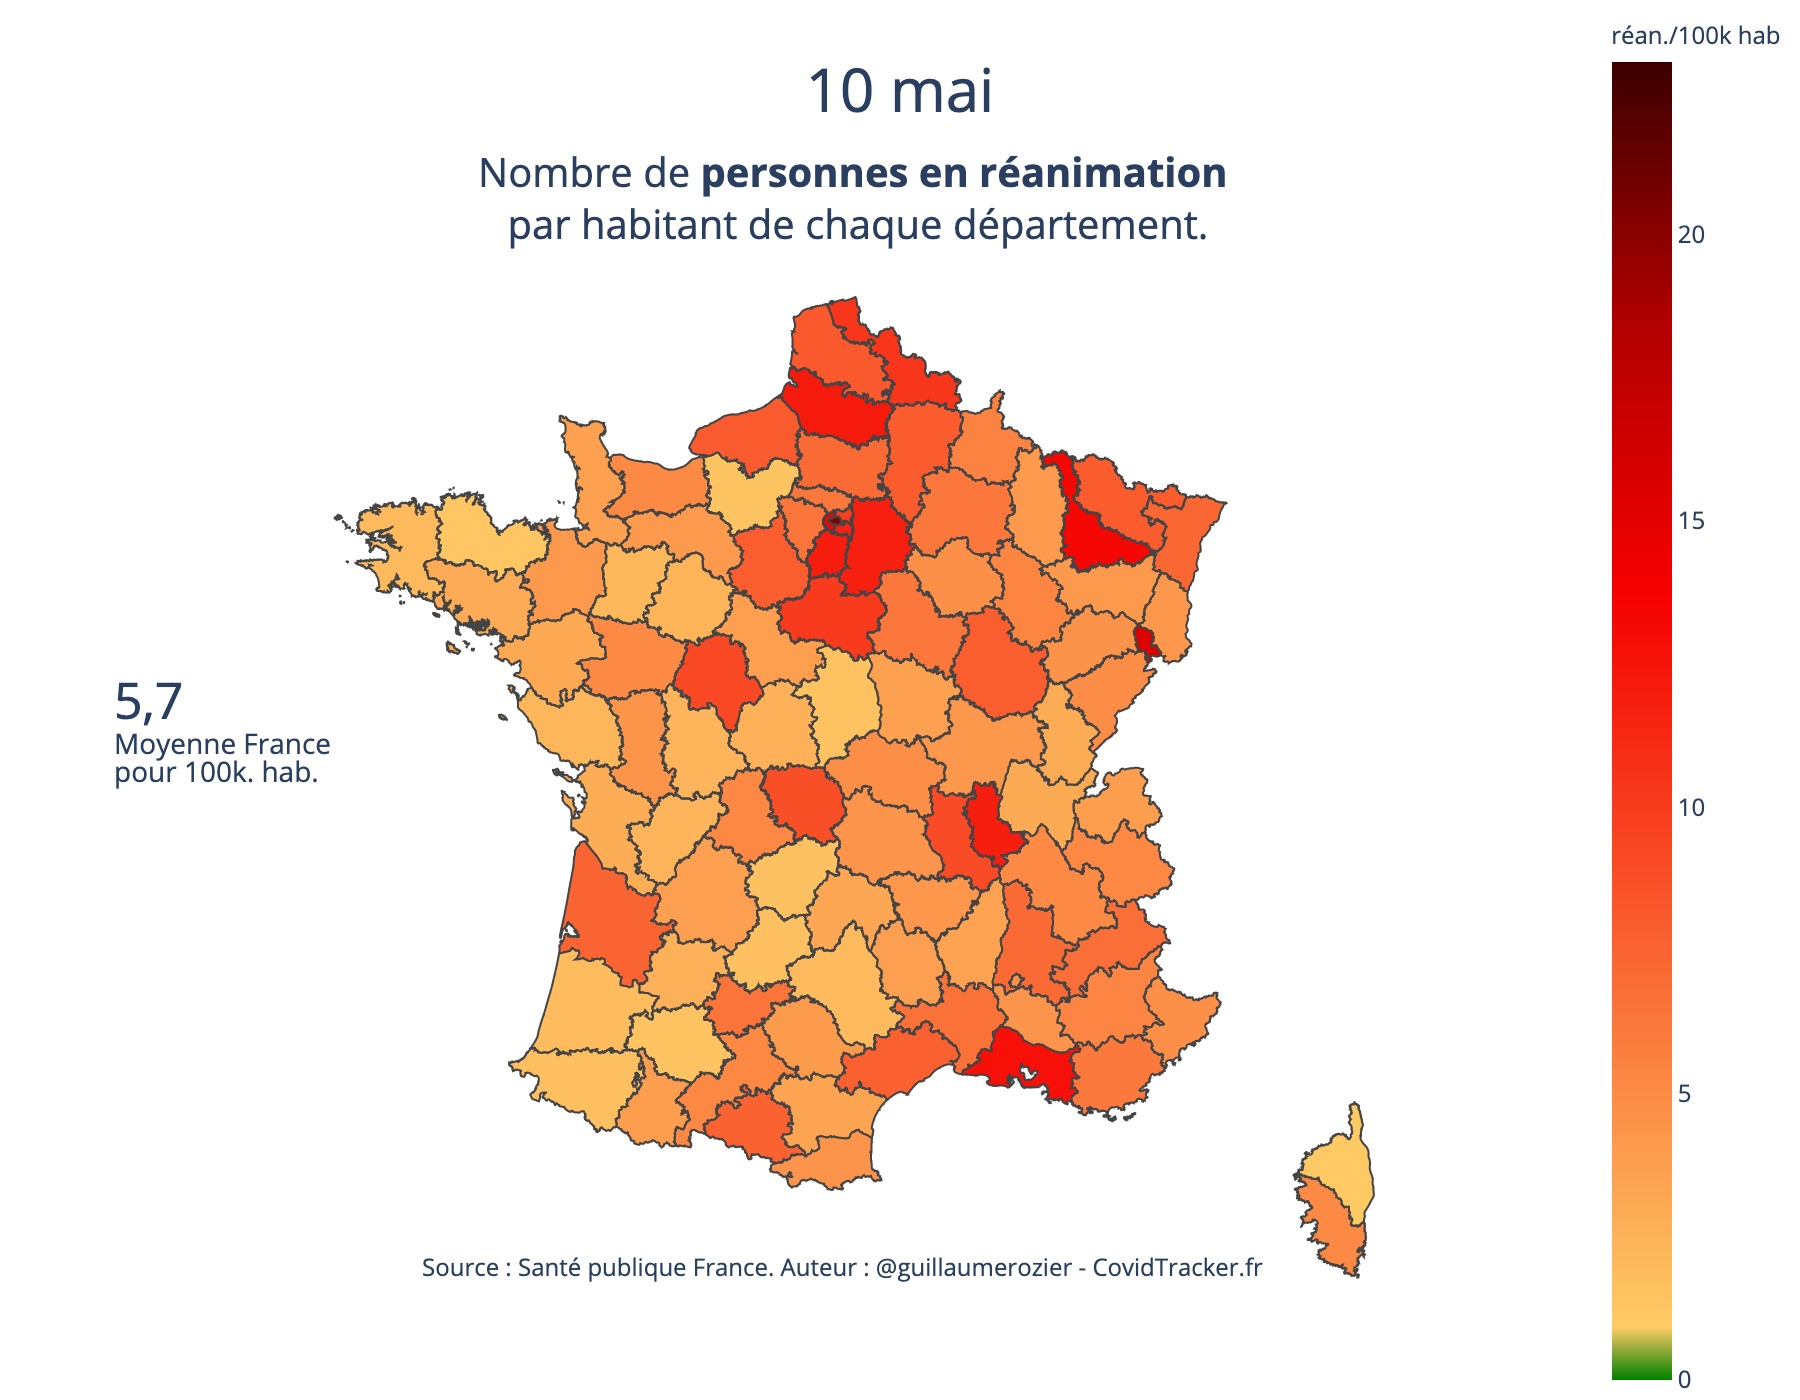 réan./100k hab
10 mai
Nombre de personnes en réanimation
par habitant de chaque département.
20
15
5,7
Moyenne France
pour 100k. hab.
10
5
Source : Santé publique France. Auteur : @guillaumerozier - CovidTracker.fr
0